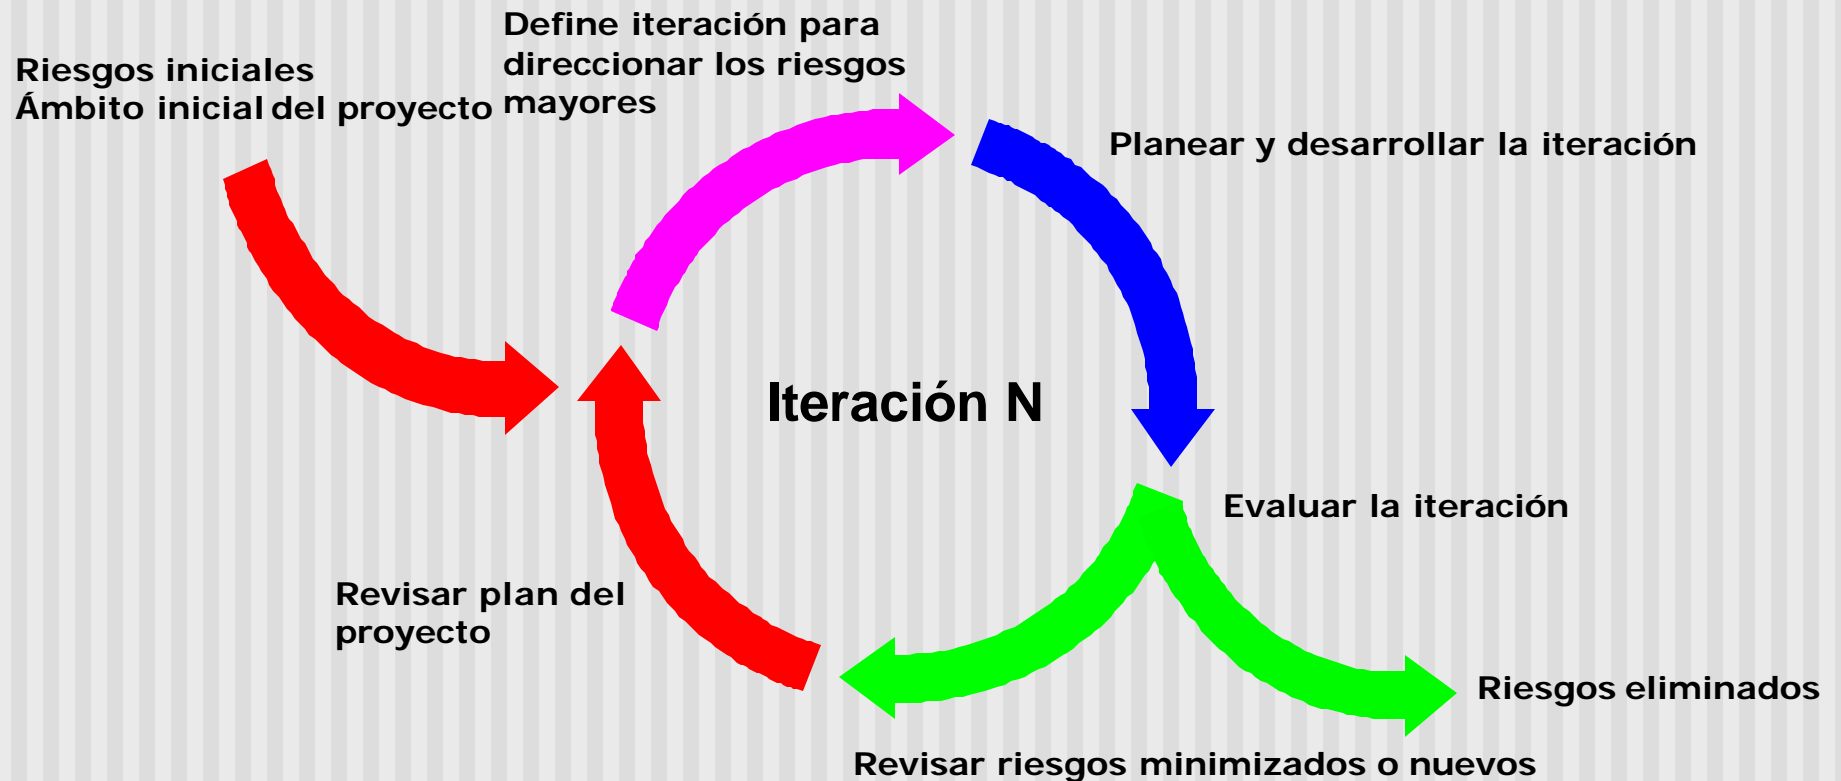 Riesgos iniciales
Ámbito inicial del proyecto
Define iteración para
direccionar los riesgos
mayores
Planear y desarrollar la iteración
Iteración N
Evaluar la iteración
Revisar plan del
proyecto
Riesgos eliminados
Revisar riesgos minimizados o nuevos